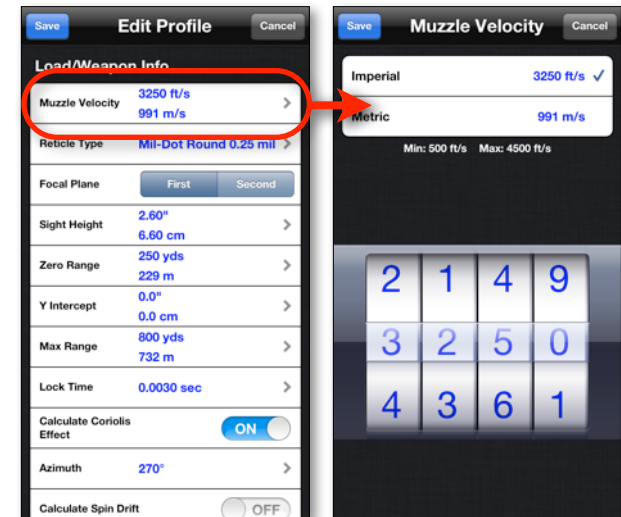 Save Edit Profile Cancel
Load/Weapon Info
Muzzle Velocity 3250 ft/s
991 m/s
Reticle Type Mil-Dot Round 0.25 mil
Focal Plane First Second
Sight Height 2.60"
6.60 cm
Zero Range 250 yds
229 m
Y Intercept 0.0"
0.0 cm
Max Range 800 yds
732 m
Lock Time 0.0030 sec
Calculate Coriolis
Effect ON
Azimuth 270°
Calculate Spin Drift OFF
Save Muzzle Velocity Cancel
Imperial 3250 ft/s ✓
Metric 991 m/s
Min: 500 ft/s Max: 4500 ft/s
2 1 4 9
3 2 5 0
4 3 6 1